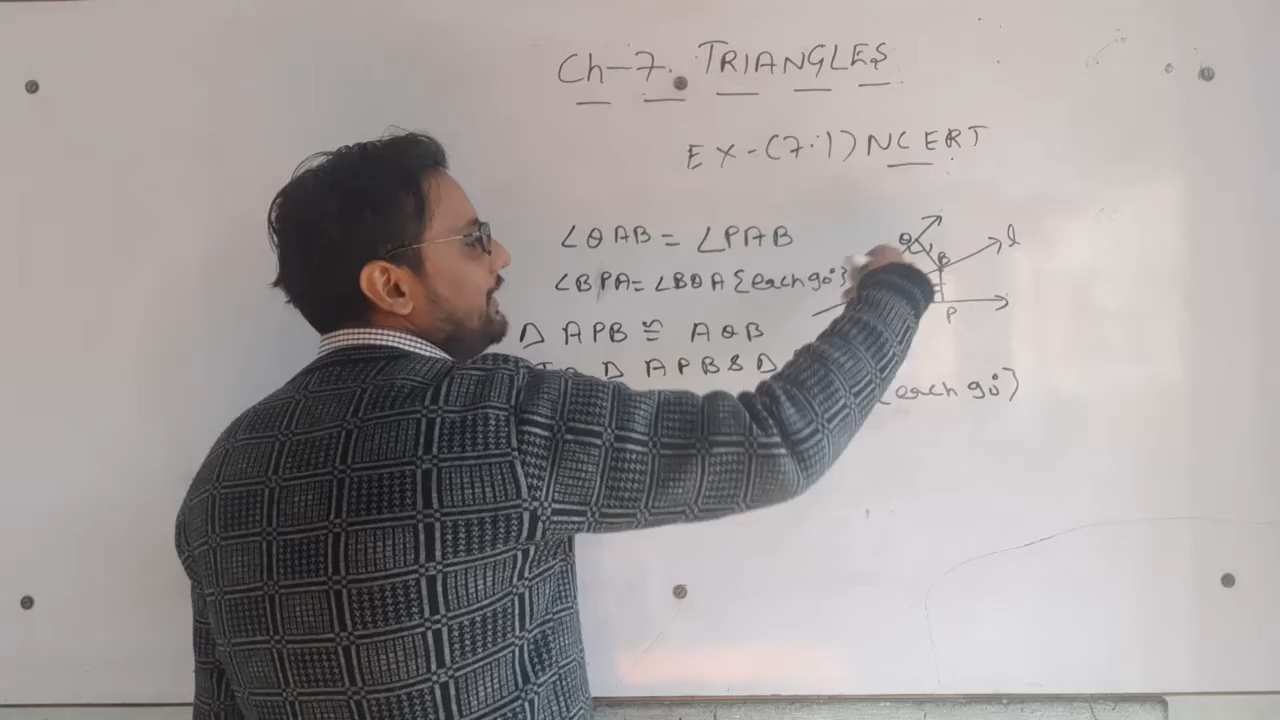 Ch-7. TRIANGLES
EX-(7.1) NCERT
∠QAB = ∠PAB
∠BPA = ∠BQA {each 90°}
Δ APB ≅ AQB
In Δ APB & Δ
{each 90°}
Q
B
l
P